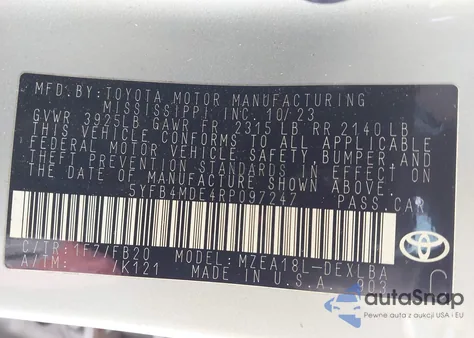 MFD. BY: TOYOTA MOTOR MANUFACTURING
MISSISSIPPI, INC. 10/23
GVWR 3925LB GAWR FR 2315 LB RR 2140 LB
THIS VEHICLE CONFORMS TO ALL APPLICABLE
FEDERAL MOTOR VEHICLE SAFETY, BUMPER, AND
THEFT PREVENTION STANDARDS IN EFFECT ON
THE DATE OF MANUFACTURE SHOWN ABOVE.
5YFB4MDE4RP097247 PASS.CAR
C/TR: 1F7/FB20 MODEL: MZEA18L-DEXLBA
A/TM: /K121 MADE IN U.S.A.
C
autoSnap
Pewne auta z aukcji USA i EU